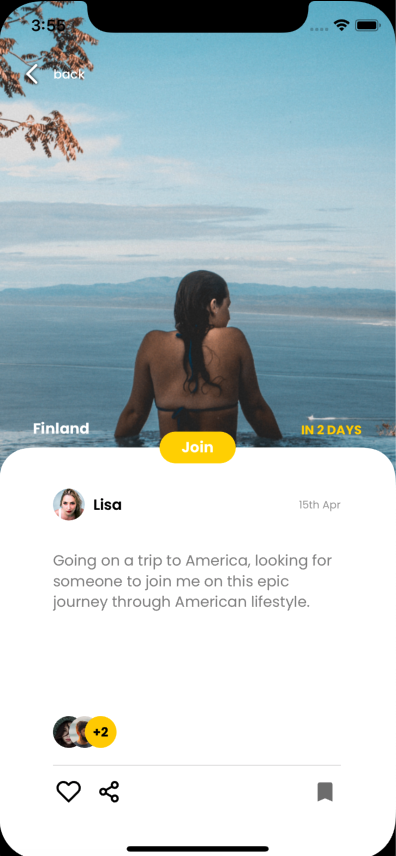 3:55
back
Finland
IN 2 DAYS
Join
Lisa
15th Apr
Going on a trip to America, looking for
someone to join me on this epic
journey through American lifestyle.
+2